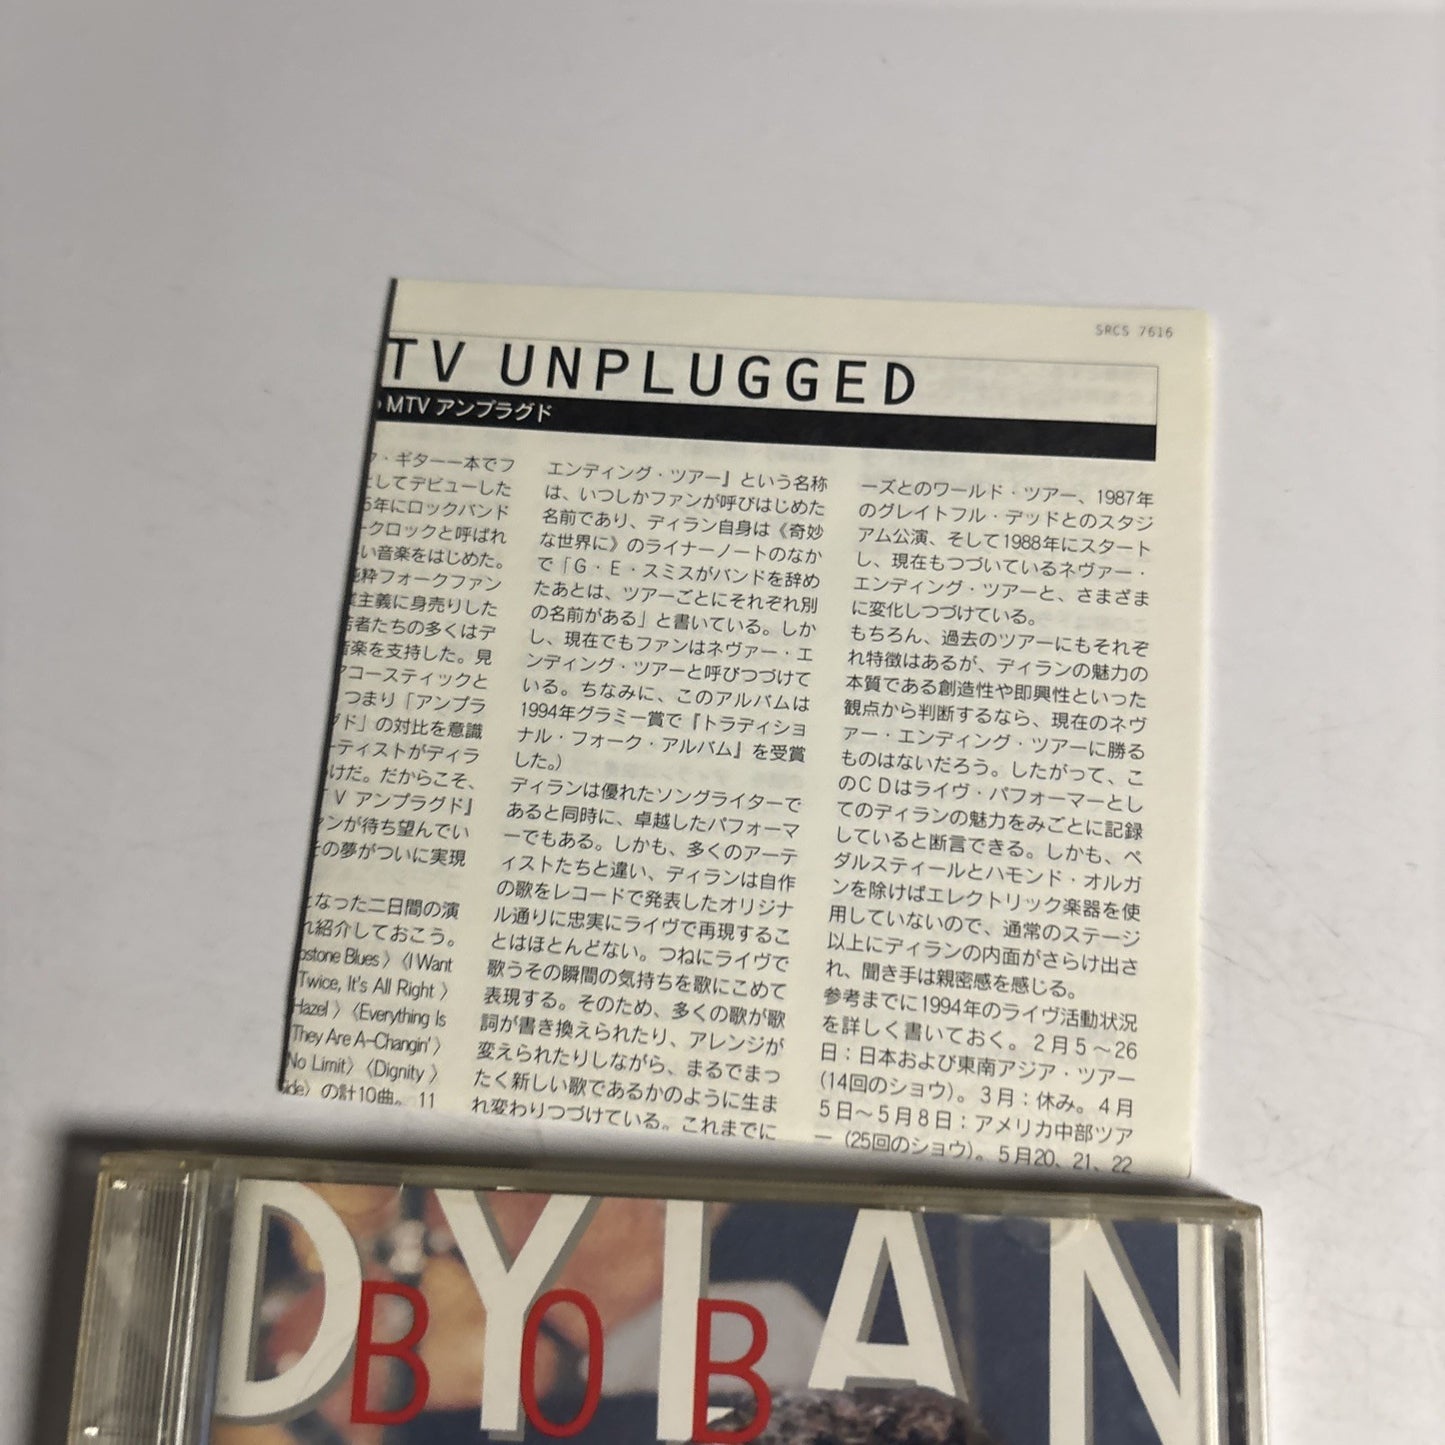 SRCS 7616
TV UNPLUGGED
MTV アンプラグド
ク・ギター一本でフ
としてデビューした
5年にロックバンド
ークロックと呼ばれ
い音楽をはじめた。
純粋フォークファン
業主義に身売りした
若者たちの多くはデ
音楽を支持した。見
アコースティックと
つまり「アンプラ
グド」の対比を意識
ーティストがディラ
けだ。だからこそ、
TV アンプラグド』
ァンが待ち望んでい
その夢がついに実現
となった二日間の演
れ紹介しておこう。
bstone Blues〉〈I Want
Twice, It's All Right〉
Hazel〉〈Everything Is
They Are A-Changin'〉
No Limit〉〈Dignity〉
Side〉の計10曲。11
エンディング・ツアー』という名称
は、いつしかファンが呼びはじめた
名前であり、ディラン自身は《奇妙
な世界に》のライナーノートのなか
で「G・E・スミスがバンドを辞め
たあとは、ツアーごとにそれぞれ別
の名前がある」と書いている。しか
し、現在でもファンはネヴァー・エ
ンディング・ツアーと呼びつづけて
いる。ちなみに、このアルバムは
1994年グラミー賞で『トラディショ
ナル・フォーク・アルバム』を受賞
した。)
ディランは優れたソングライターで
あると同時に、卓越したパフォーマ
ーでもある。しかも、多くのアーテ
ィストたちと違い、ディランは自作
の歌をレコードで発表したオリジナ
ル通りに忠実にライヴで再現するこ
とはほとんどない。つねにライヴで
歌うその瞬間の気持ちを歌にこめて
表現する。そのため、多くの歌が歌
詞が書き換えられたり、アレンジが
変えられたりしながら、まるでまっ
たく新しい歌であるかのように生ま
れ変わりつづけている。これまでに
ーズとのワールド・ツアー、1987年
のグレイトフル・デッドとのスタジ
アム公演、そして1988年にスタート
し、現在もつづいているネヴァー・
エンディング・ツアーと、さまざま
に変化しつづけている。
もちろん、過去のツアーにもそれぞ
れ特徴はあるが、ディランの魅力の
本質である創造性や即興性といった
観点から判断するなら、現在のネヴ
ァー・エンディング・ツアーに勝る
ものはないだろう。したがって、こ
のCDはライヴ・パフォーマーとし
てのディランの魅力をみごとに記録
していると断言できる。しかも、ペ
ダルスティールとハモンド・オルガ
ンを除けばエレクトリック楽器を使
用していないので、通常のステージ
以上にディランの内面がさらけ出さ
れ、聞き手は親密感を感じる。
参考までに1994年のライヴ活動状況
を詳しく書いておく。2月5～26
日：日本および東南アジア・ツアー
(14回のショウ)。3月：休み。4月
5日～5月8日：アメリカ中部ツア
ー(25回のショウ)。5月20、21、22
DYLAN
BOB